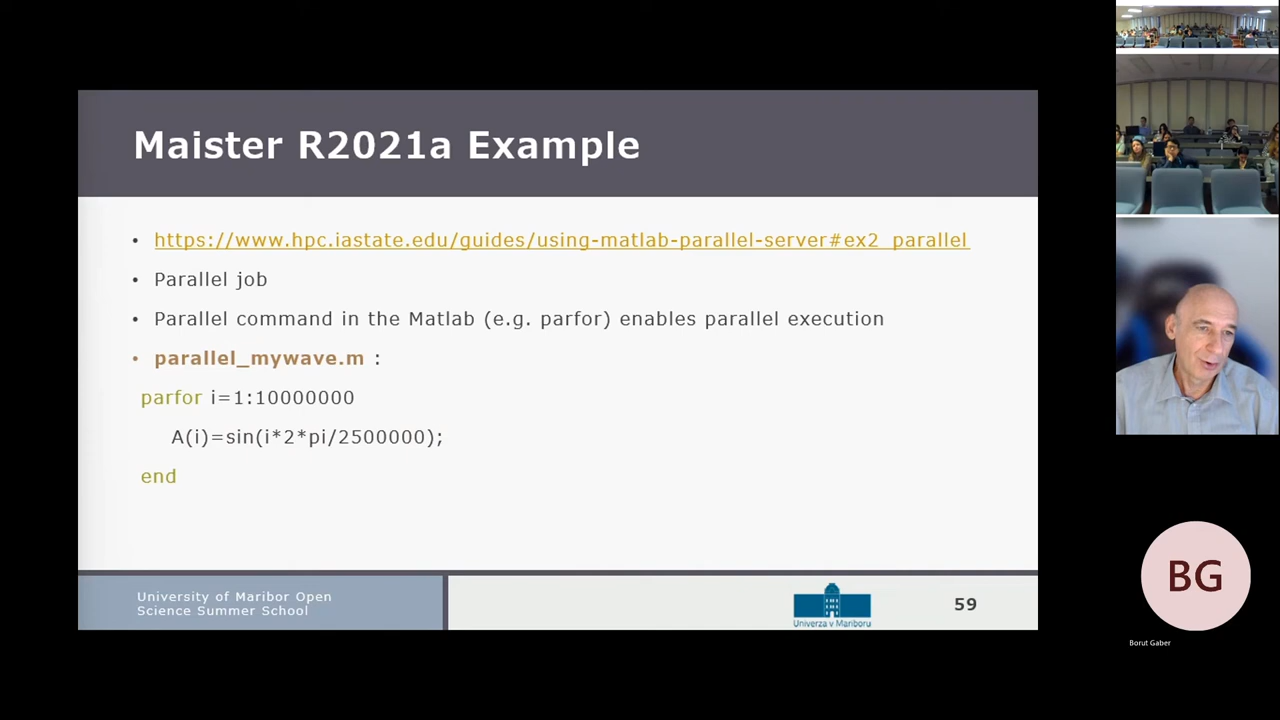 Maister R2021a Example
• https://www.hpc.iastate.edu/guides/using-matlab-parallel-server#ex2_parallel
• Parallel job
• Parallel command in the Matlab (e.g. parfor) enables parallel execution
• parallel_mywave.m :
parfor i=1:10000000
A(i)=sin(i*2*pi/2500000);
end
University of Maribor Open
Science Summer School
Univerza v Mariboru
59
BG
Borut Gaber